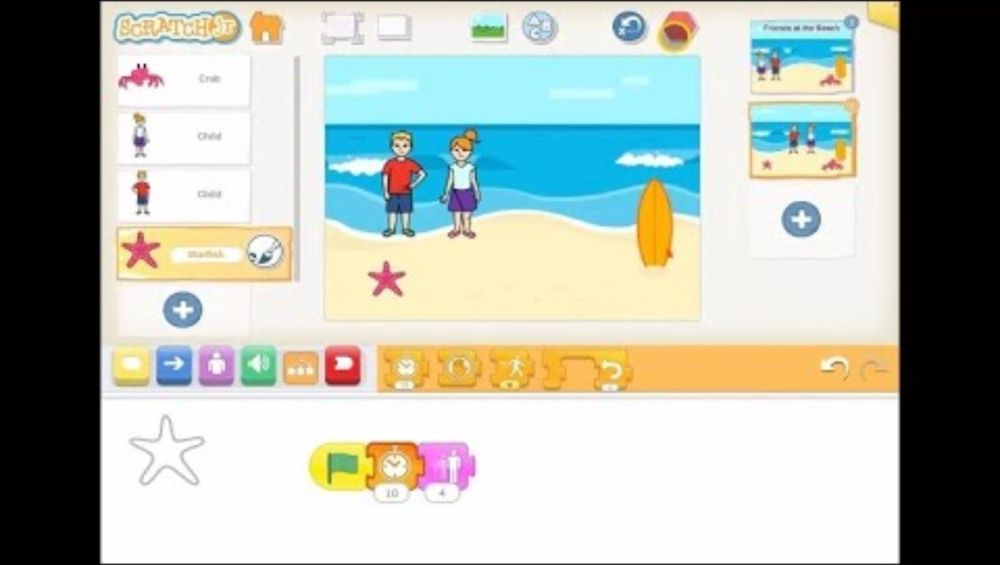 SCRATCHJr
Crab
Child
Child
Starfish
A
B
C
Friends at the Beach
10
4